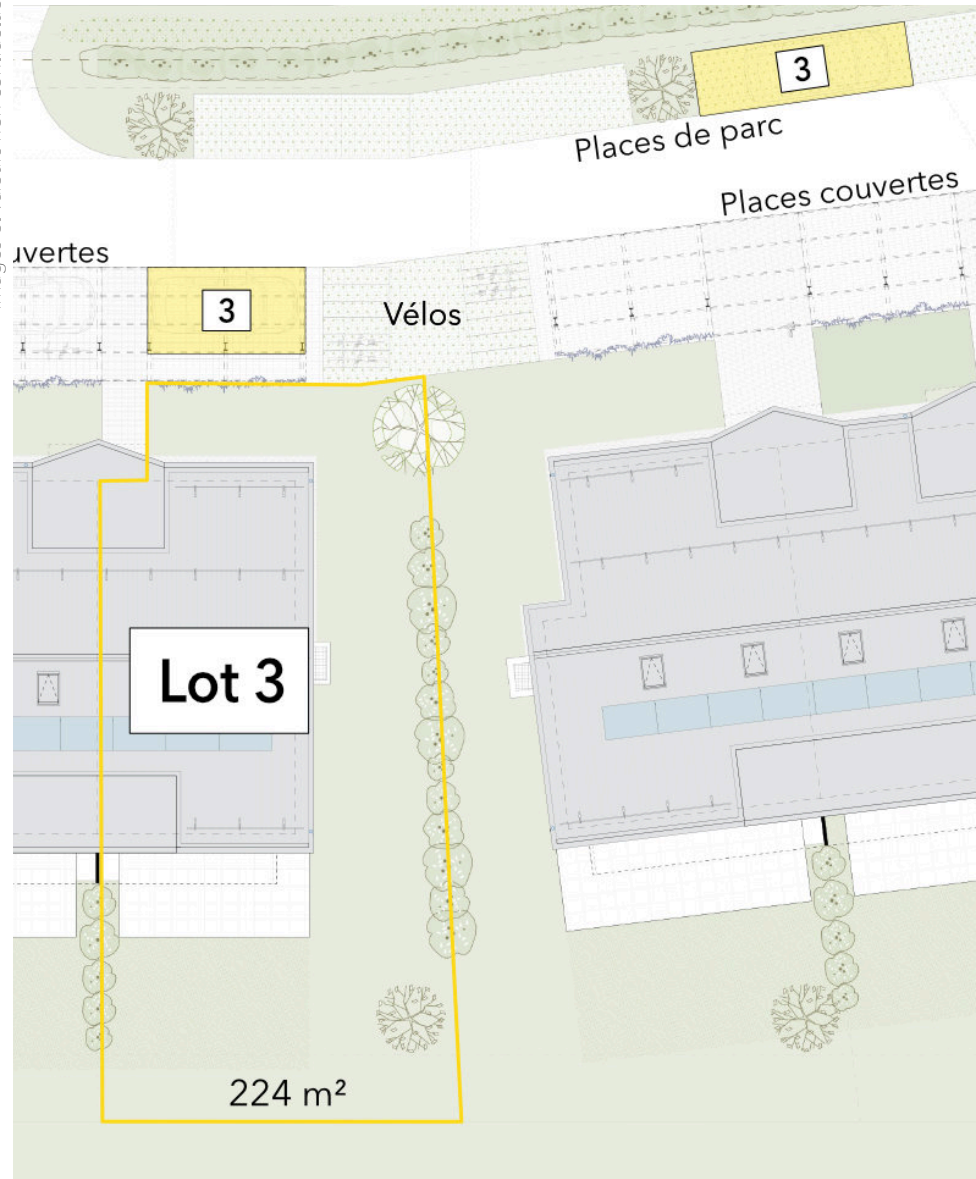 3
Places de parc
Places couvertes
uvertes
3
Vélos
Lot 3
224 m²